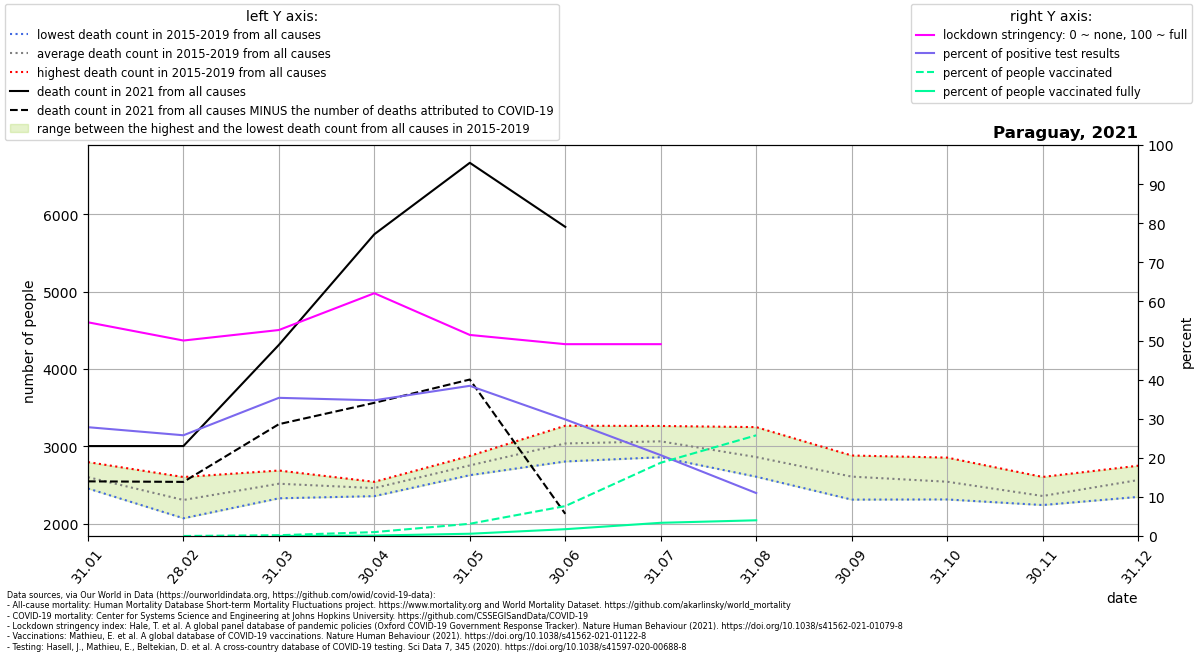 left Y axis:
lowest death count in 2015-2019 from all causes
average death count in 2015-2019 from all causes
highest death count in 2015-2019 from all causes
death count in 2021 from all causes
death count in 2021 from all causes MINUS the number of deaths attributed to COVID-19
range between the highest and the lowest death count from all causes in 2015-2019
right Y axis:
lockdown stringency: 0 ~ none, 100 ~ full
percent of positive test results
percent of people vaccinated
percent of people vaccinated fully
Paraguay, 2021
number of people
6000
5000
4000
3000
2000
100
90
80
70
60
50
40
30
20
10
0
percent
31.01
28.02
31.03
30.04
31.05
30.06
31.07
31.08
30.09
31.10
30.11
31.12
date
Data sources, via Our World in Data (https://ourworldindata.org, https://github.com/owid/covid-19-data):
- All-cause mortality: Human Mortality Database Short-term Mortality Fluctuations project. https://www.mortality.org and World Mortality Dataset. https://github.com/akarlinsky/world_mortality
- COVID-19 mortality: Center for Systems Science and Engineering at Johns Hopkins University. https://github.com/CSSEGISandData/COVID-19
- Lockdown stringency index: Hale, T. et al. A global panel database of pandemic policies (Oxford COVID-19 Government Response Tracker). Nature Human Behaviour (2021). https://doi.org/10.1038/s41562-021-01079-8
- Vaccinations: Mathieu, E. et al. A global database of COVID-19 vaccinations. Nature Human Behaviour (2021). https://doi.org/10.1038/s41562-021-01122-8
- Testing: Hasell, J., Mathieu, E., Beltekian, D. et al. A cross-country database of COVID-19 testing. Sci Data 7, 345 (2020). https://doi.org/10.1038/s41597-020-00688-8